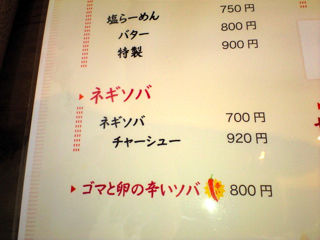 塩らーめん 750円
バター 800円
特製 900円
ネギソバ
ネギソバ 700円
チャーシュー 920円
ゴマと卵の辛いソバ 800円